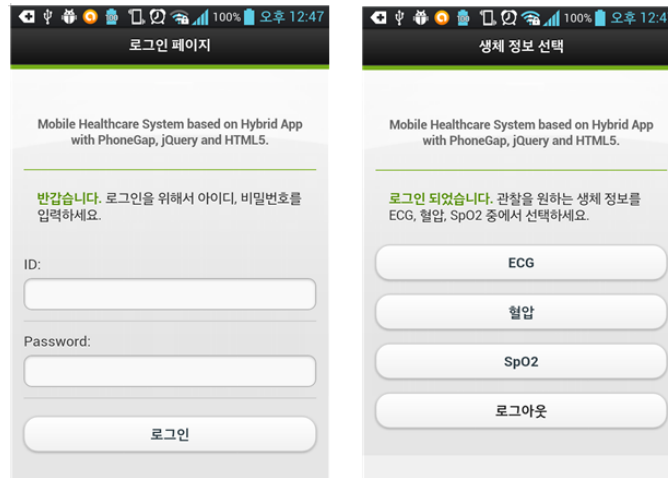 100% 오후 12:47
로그인 페이지
Mobile Healthcare System based on Hybrid App
with PhoneGap, jQuery and HTML5.
반갑습니다. 로그인을 위해서 아이디, 비밀번호를
입력하세요.
ID:
Password:
로그인
100% 오후 12:4
생체 정보 선택
Mobile Healthcare System based on Hybrid App
with PhoneGap, jQuery and HTML5.
로그인 되었습니다. 관찰을 원하는 생체 정보를
ECG, 혈압, SpO2 중에서 선택하세요.
ECG
혈압
SpO2
로그아웃